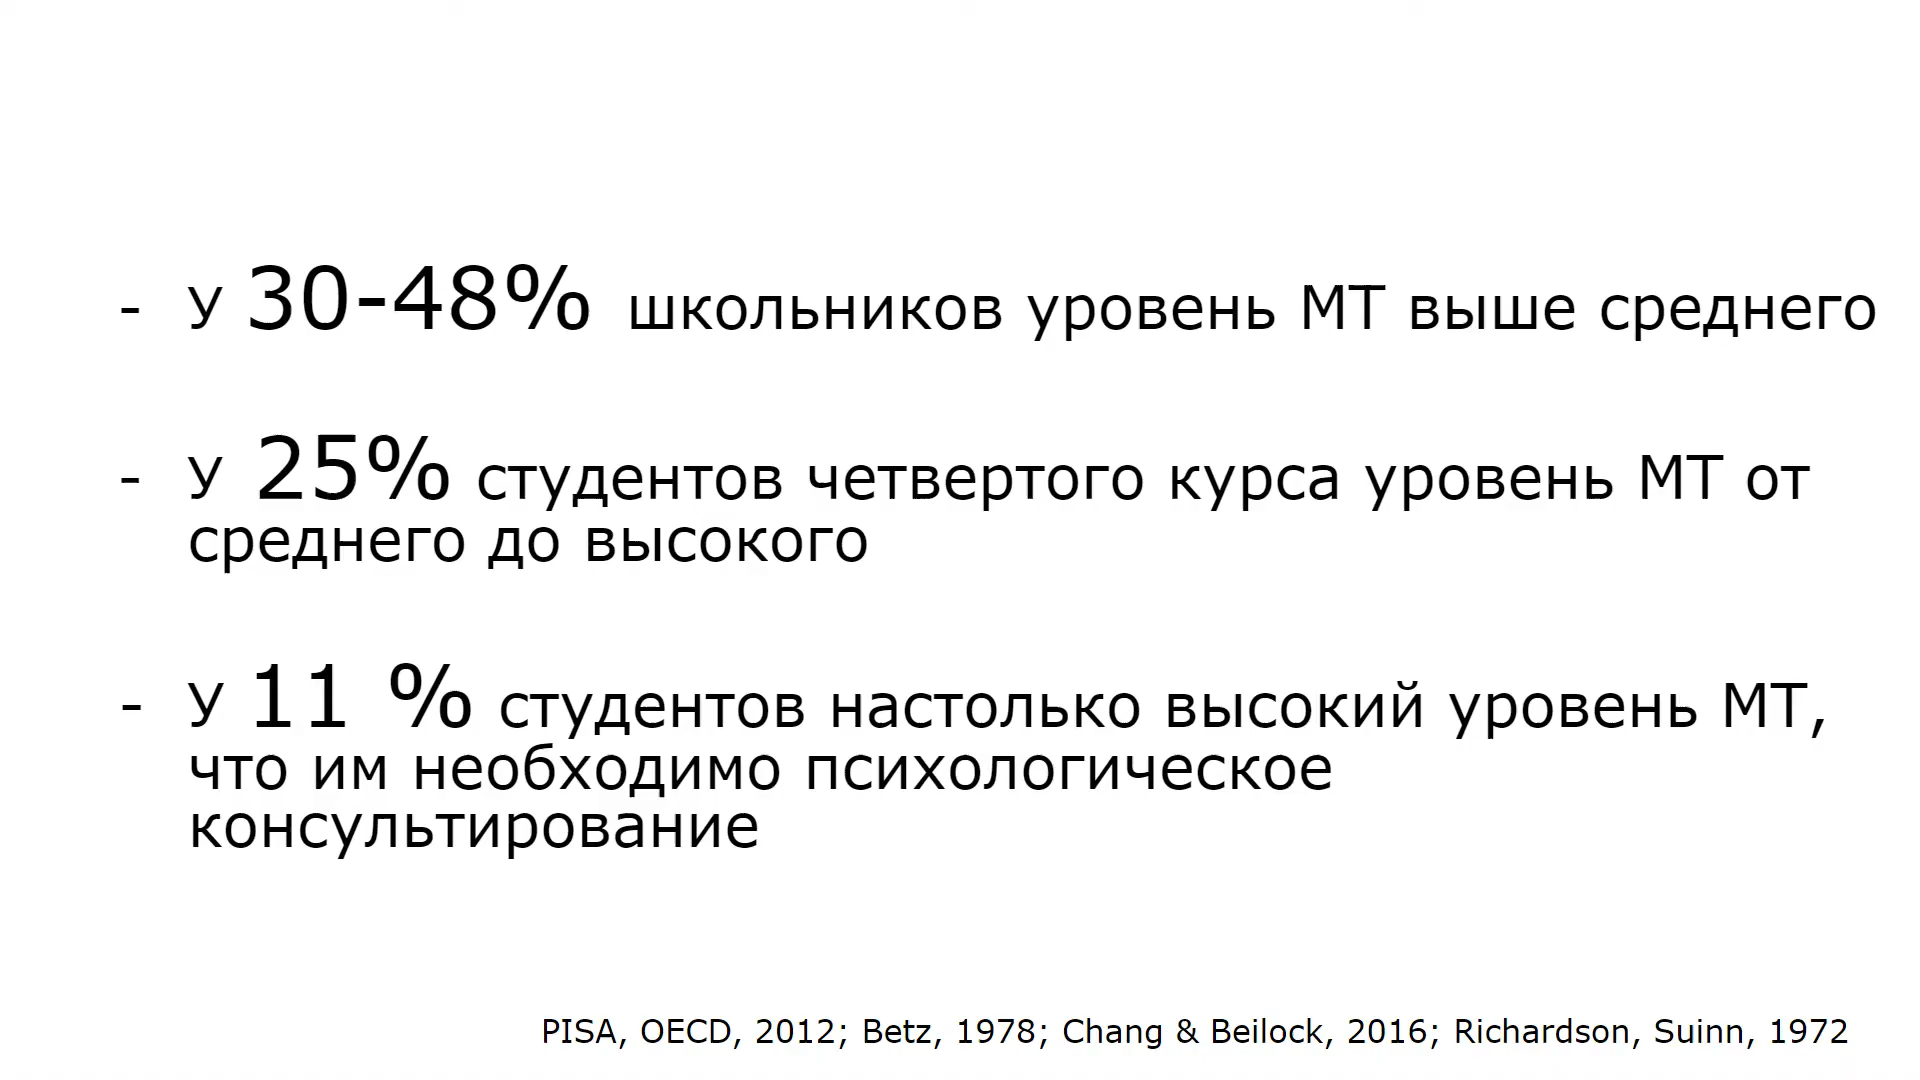 - У 30-48% школьников уровень МТ выше среднего
- У 25% студентов четвертого курса уровень МТ от
среднего до высокого
- У 11 % студентов настолько высокий уровень МТ,
что им необходимо психологическое
консультирование
PISA, OECD, 2012; Betz, 1978; Chang & Beilock, 2016; Richardson, Suinn, 1972